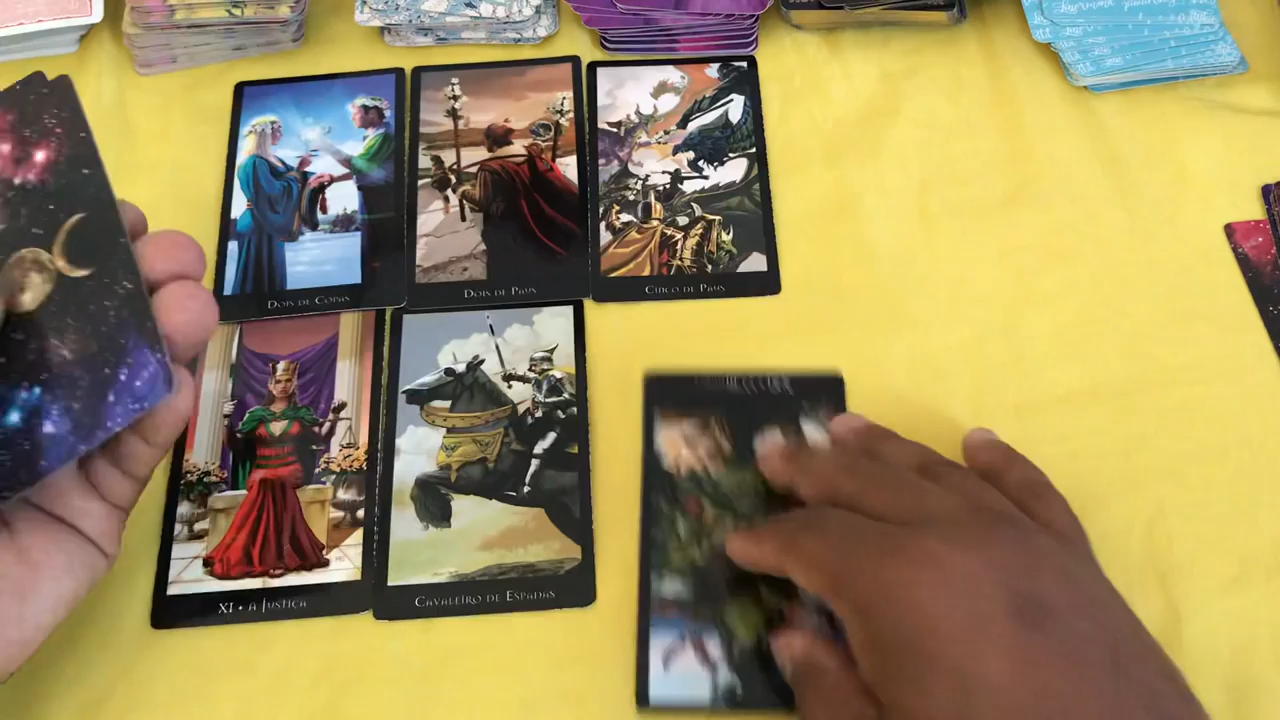 DOIS DE COPAS
DOIS DE PAUS
CINCO DE PAUS
XI • A JUSTIÇA
CAVALEIRO DE ESPADAS